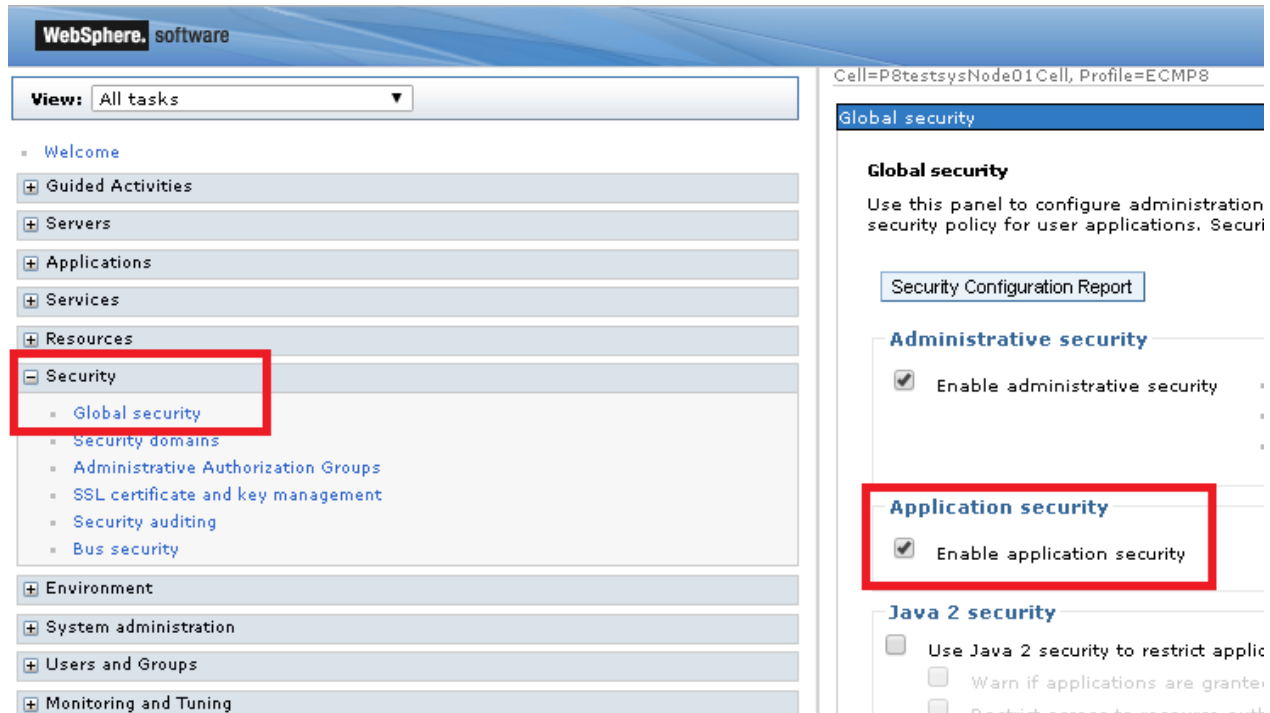 WebSphere. software
View: All tasks
Welcome
Guided Activities
Servers
Applications
Services
Resources
Security
Global security
Security domains
Administrative Authorization Groups
SSL certificate and key management
Security auditing
Bus security
Environment
System administration
Users and Groups
Monitoring and Tuning
Cell=P8testsysNode01Cell, Profile=ECMP8
Global security
Global security
Use this panel to configure administration
security policy for user applications. Securi
Security Configuration Report
Administrative security
Enable administrative security
Application security
Enable application security
Java 2 security
Use Java 2 security to restrict applic
Warn if applications are grante